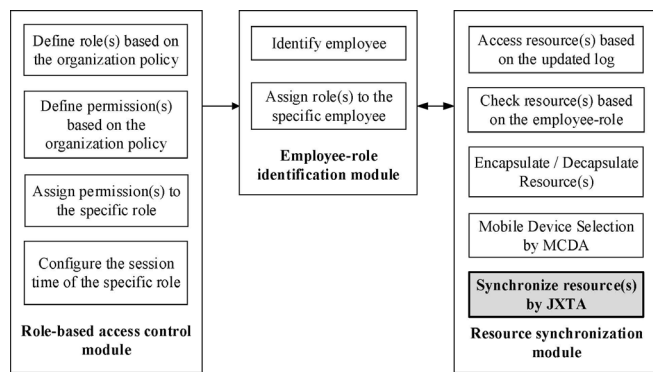 Define role(s) based on
the organization policy
Define permission(s)
based on the
organization policy
Assign permission(s) to
the specific role
Configure the session
time of the specific role
Role-based access control
module
Identify employee
Assign role(s) to the
specific employee
Employee-role
identification module
Access resource(s) based
on the updated log
Check resource(s) based
on the employee-role
Encapsulate / Decapsulate
Resource(s)
Mobile Device Selection
by MCDA
Synchronize resource(s)
by JXTA
Resource synchronization
module